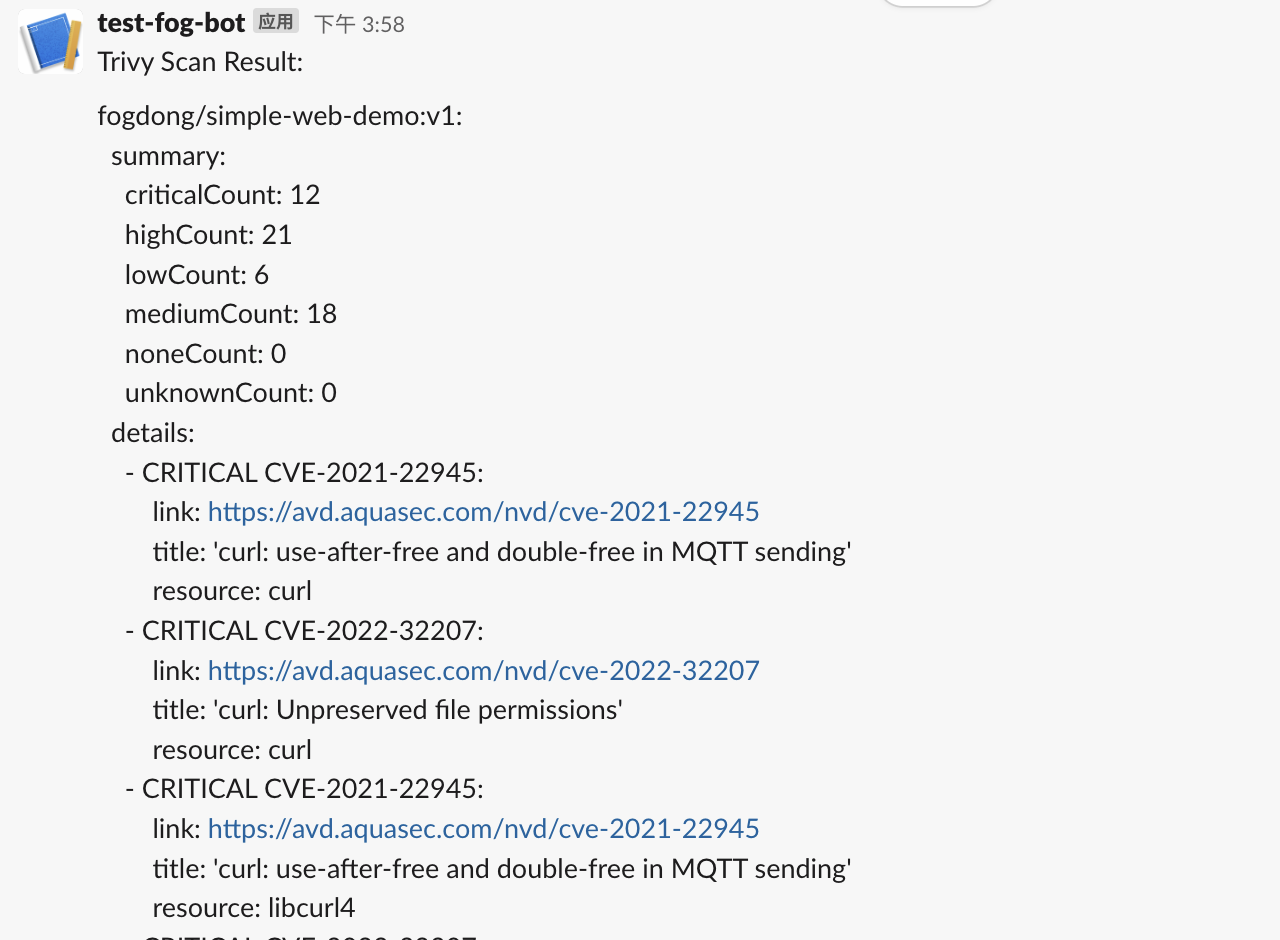 test-fog-bot 应用 下午 3:58
Trivy Scan Result:
fogdong/simple-web-demo:v1:
summary:
criticalCount: 12
highCount: 21
lowCount: 6
mediumCount: 18
noneCount: 0
unknownCount: 0
details:
- CRITICAL CVE-2021-22945:
link: https://avd.aquasec.com/nvd/cve-2021-22945
title: 'curl: use-after-free and double-free in MQTT sending'
resource: curl
- CRITICAL CVE-2022-32207:
link: https://avd.aquasec.com/nvd/cve-2022-32207
title: 'curl: Unpreserved file permissions'
resource: curl
- CRITICAL CVE-2021-22945:
link: https://avd.aquasec.com/nvd/cve-2021-22945
title: 'curl: use-after-free and double-free in MQTT sending'
resource: libcurl4